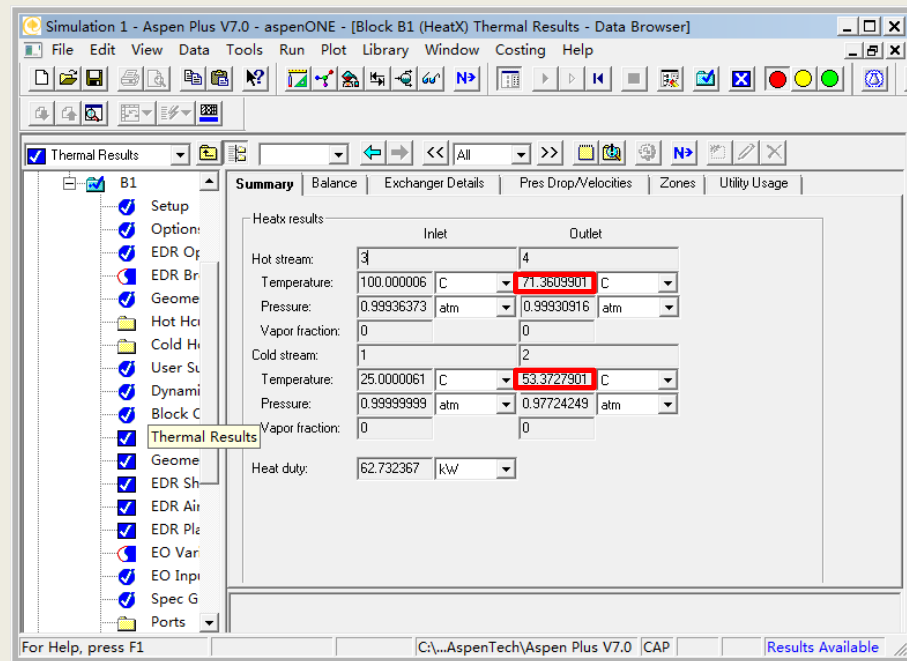 Simulation 1 - Aspen Plus V7.0 - aspenONE - [Block B1 (HeatX) Thermal Results - Data Browser]
File Edit View Data Tools Run Plot Library Window Costing Help
N>
Thermal Results
<< All >> N>
B1
Setup
Option:
EDR Op
EDR Br
Geome
Hot Hcu
Cold H
User Su
Dynami
Block C
Thermal Results
Geome
EDR Sh
EDR Air
EDR Pla
EO Vari
EO Inpu
Spec G
Ports
Summary Balance Exchanger Details Pres Drop/Velocities Zones Utility Usage
Heatx results
Inlet Outlet
Hot stream: 3 4
Temperature: 100.000006 C 71.3609901 C
Pressure: 0.99936373 atm 0.99930916 atm
Vapor fraction: 0 0
Cold stream: 1 2
Temperature: 25.0000061 C 53.3727901 C
Pressure: 0.99999999 atm 0.97724249 atm
Vapor fraction: 0 0
Heat duty: 62.732367 kW
For Help, press F1 C:\...AspenTech\Aspen Plus V7.0 CAP Results Available